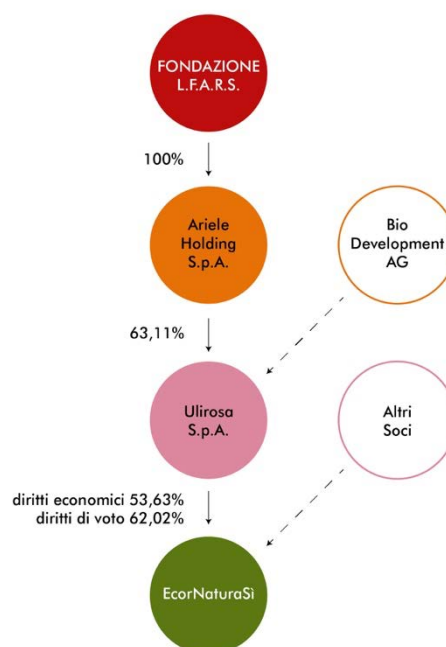 FONDAZIONE
L.F.A.R.S.
100%
Ariele
Holding
S.p.A.
Bio
Development
AG
63,11%
Ulirosa
S.p.A.
Altri
Soci
diritti economici 53,63%
diritti di voto 62,02%
EcorNaturaSì